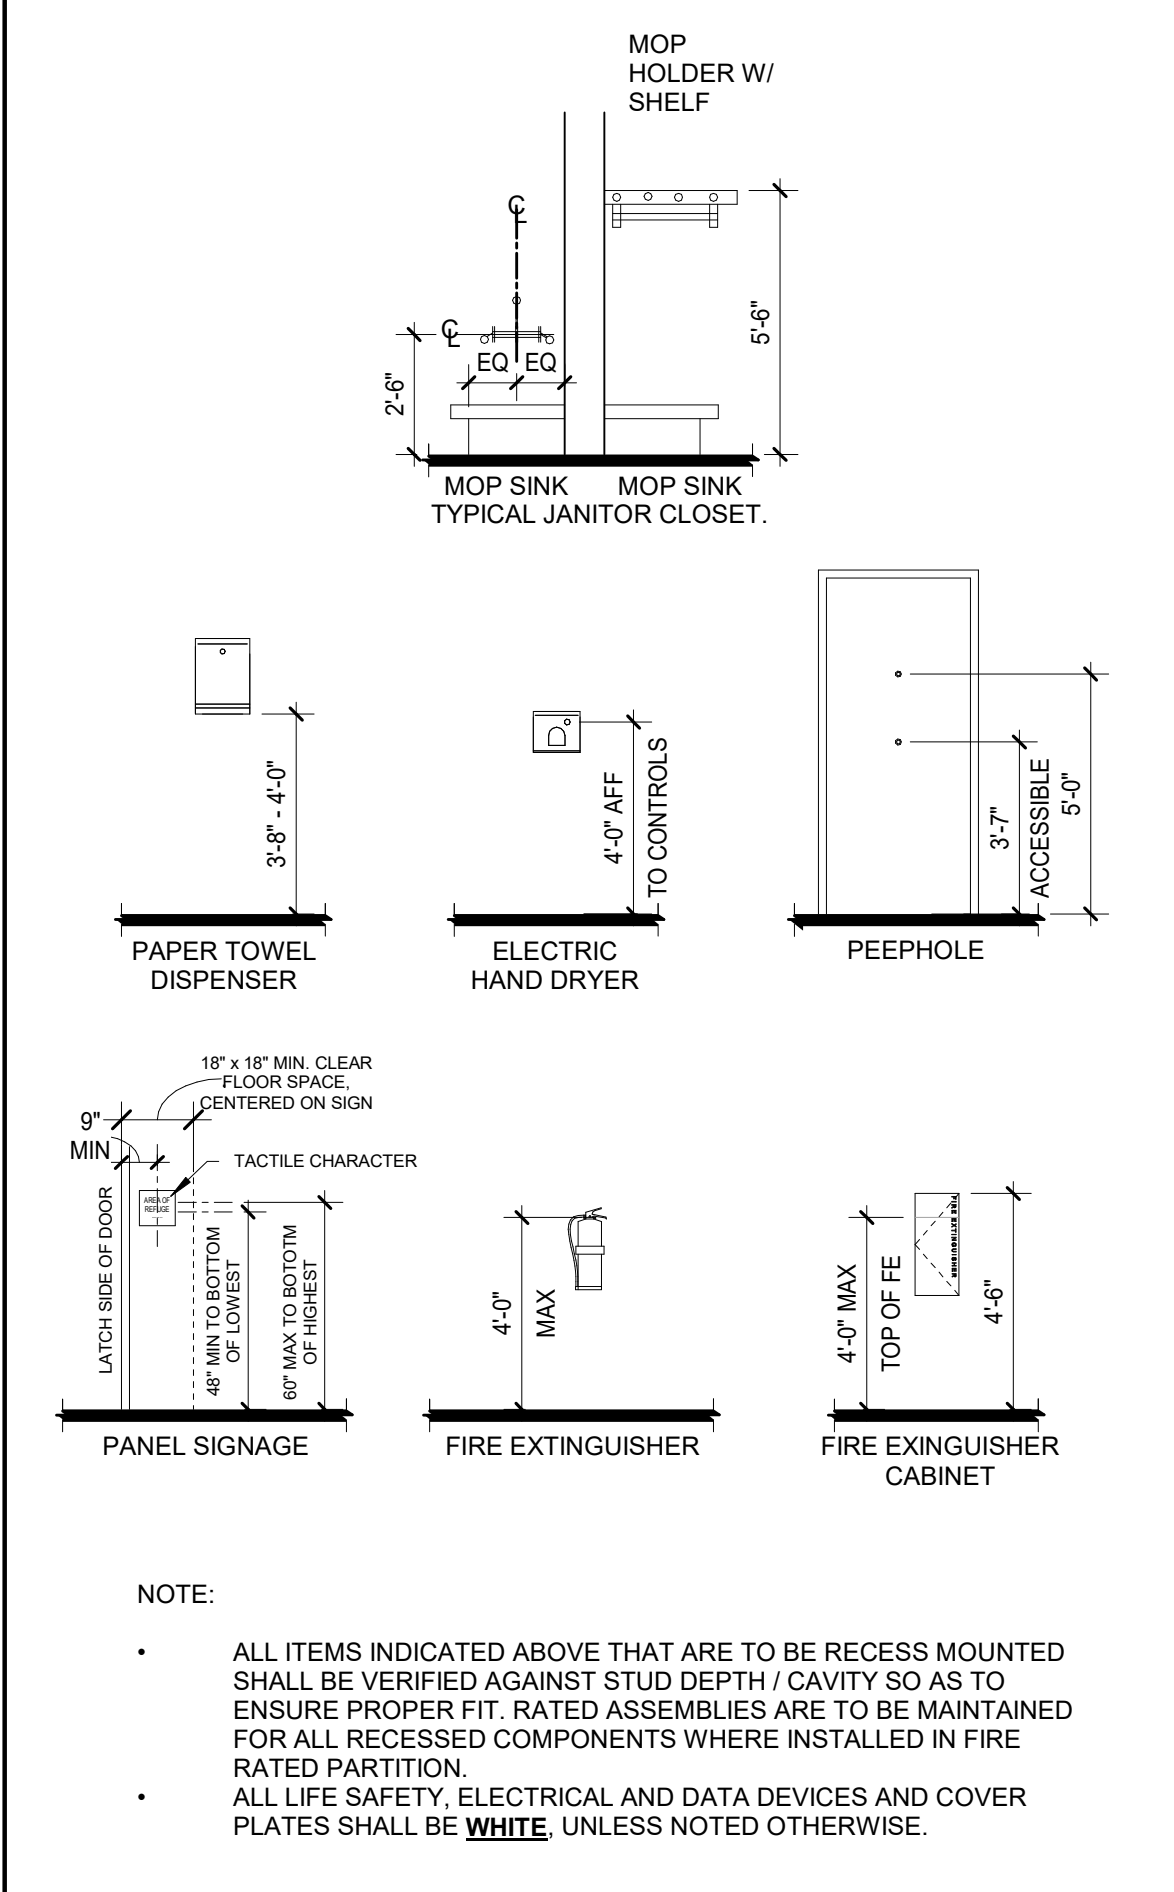 MOP
HOLDER W/
SHELF
CL
CL
EQ EQ
2'-6"
5'-6"
MOP SINK MOP SINK
TYPICAL JANITOR CLOSET.
3'-8" - 4'-0"
4'-0" AFF
TO CONTROLS
3'-7"
ACCESSIBLE
5'-0"
PAPER TOWEL
DISPENSER
ELECTRIC
HAND DRYER
PEEPHOLE
18" x 18" MIN. CLEAR
FLOOR SPACE,
CENTERED ON SIGN
9"
MIN
TACTILE CHARACTER
AREA OF
REFUGE
LATCH SIDE OF DOOR
48" MIN TO BOTTOM
OF LOWEST
60" MAX TO BOTOTM
OF HIGHEST
PANEL SIGNAGE
4'-0"
MAX
FIRE EXTINGUISHER
4'-0" MAX
TOP OF FE
FIRE EXTINGUISHER
4'-6"
FIRE EXINGUISHER
CABINET
NOTE:
• ALL ITEMS INDICATED ABOVE THAT ARE TO BE RECESS MOUNTED
SHALL BE VERIFIED AGAINST STUD DEPTH / CAVITY SO AS TO
ENSURE PROPER FIT. RATED ASSEMBLIES ARE TO BE MAINTAINED
FOR ALL RECESSED COMPONENTS WHERE INSTALLED IN FIRE
RATED PARTITION.
• ALL LIFE SAFETY, ELECTRICAL AND DATA DEVICES AND COVER
PLATES SHALL BE WHITE, UNLESS NOTED OTHERWISE.